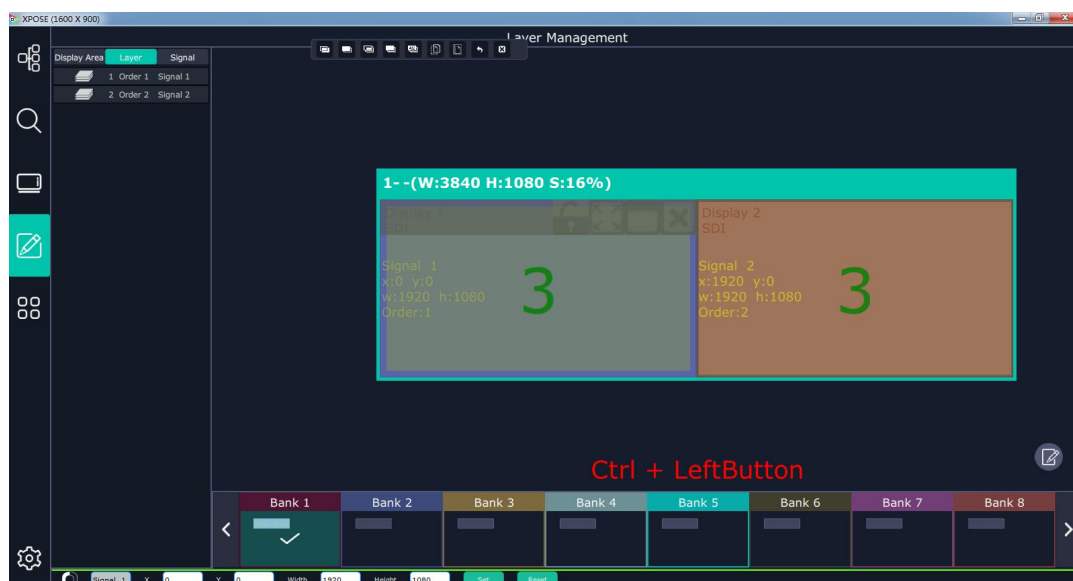 XPOSE (1600 X 900)
Layer Management
Display Area Layer Signal
1 Order 1 Signal 1
2 Order 2 Signal 2
1--(W:3840 H:1080 S:16%)
Display 1
SDI
Signal 1
x:0 y:0
w:1920 h:1080
Order:1
3
Display 2
SDI
Signal 2
x:1920 y:0
w:1920 h:1080
Order:2
3
Ctrl + LeftButton
Bank 1 Bank 2 Bank 3 Bank 4 Bank 5 Bank 6 Bank 7 Bank 8
Signal 1 X 0 Y 0 Width 1920 Height 1080 Set Reset